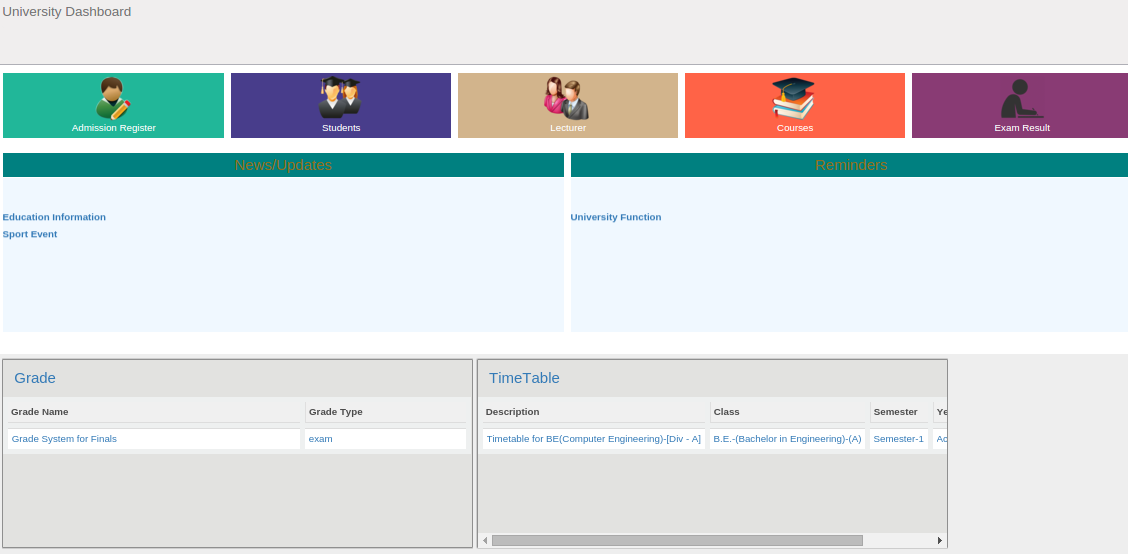 University Dashboard
Admission Register Students Lecturer Courses Exam Result
News/Updates Reminders
Education Information University Function
Sport Event
Grade TimeTable
Grade Name Grade Type Description Class Semester Ye
Grade System for Finals exam Timetable for BE(Computer Engineering)-[Div - A] B.E.-(Bachelor in Engineering)-(A) Semester-1 Ac